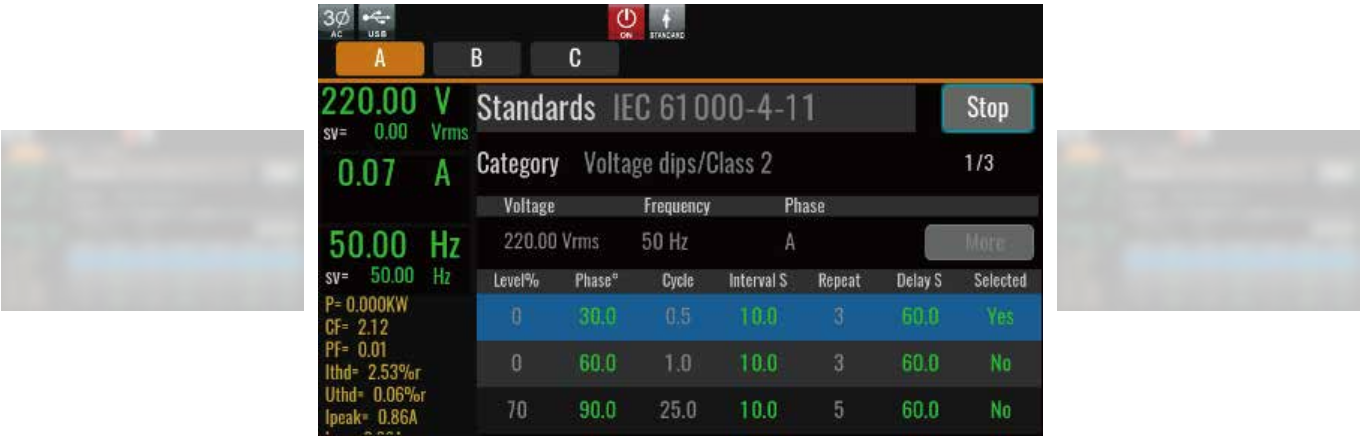 3Ø
AC
USB
ON
STANDARD
A B C
220.00 V
sv= 0.00 Vrms
0.07 A
50.00 Hz
sv= 50.00 Hz
P= 0.000KW
CF= 2.12
PF= 0.01
Ithd= 2.53%r
Uthd= 0.06%r
Ipeak= 0.86A
Standards IEC 61000-4-11 Stop
Category Voltage dips/Class 2 1/3
Voltage Frequency Phase
220.00 Vrms 50 Hz A More
Level% Phase° Cycle Interval S Repeat Delay S Selected
0 30.0 0.5 10.0 3 60.0 Yes
0 60.0 1.0 10.0 3 60.0 No
70 90.0 25.0 10.0 5 60.0 No